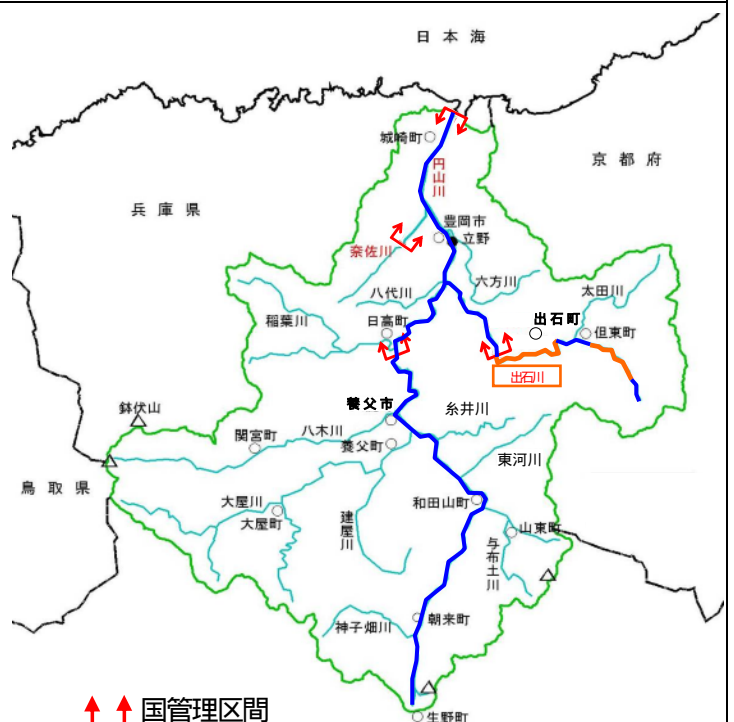 日本海
城崎町
京都府
円山川
兵庫県
豊岡市
立野
奈佐川
六方川
八代川
太田川
稲葉川
日高町
出石町
但東町
出石川
鉢伏山
養父市
糸井川
関宮町
八木川
養父町
東河川
鳥取県
大屋川
大屋町
建屋川
和田山町
山東町
与布土川
神子畑川
朝来町
国管理区間
生野町